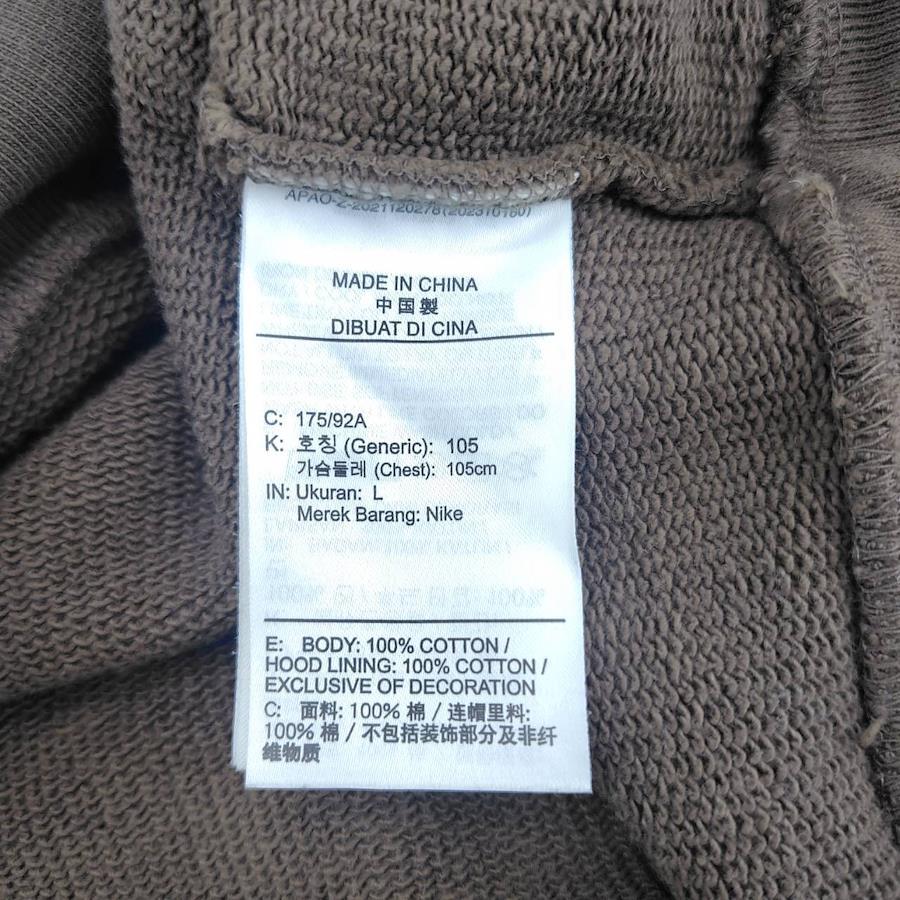 APAO-Z-2021120278(202310180)
MADE IN CHINA
中国製
DIBUAT DI CINA
C: 175/92A
K: 호칭 (Generic): 105
가슴둘레 (Chest): 105cm
IN: Ukuran: L
Merek Barang: Nike
E: BODY: 100% COTTON /
HOOD LINING: 100% COTTON /
EXCLUSIVE OF DECORATION
C: 面料: 100% 棉 / 连帽里料:
100% 棉 / 不包括装饰部分及非纤
维物质